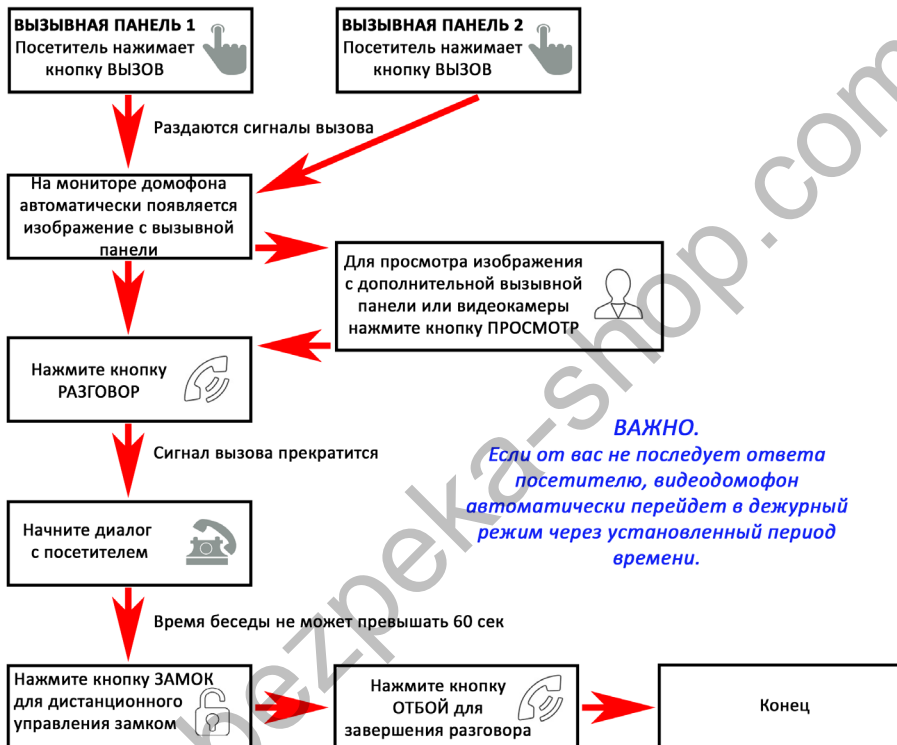 ВЫЗЫВНАЯ ПАНЕЛЬ 1
Посетитель нажимает
кнопку ВЫЗОВ
ВЫЗЫВНАЯ ПАНЕЛЬ 2
Посетитель нажимает
кнопку ВЫЗОВ
Раздаются сигналы вызова
На мониторе домофона
автоматически появляется
изображение с вызывной
панели
Для просмотра изображения
с дополнительной вызывной
панели или видеокамеры
нажмите кнопку ПРОСМОТР
Нажмите кнопку
РАЗГОВОР
Сигнал вызова прекратится
ВАЖНО.
Если от вас не последует ответа
посетителю, видеодомофон
автоматически перейдет в дежурный
режим через установленный период
времени.
Начните диалог
с посетителем
Время беседы не может превышать 60 сек
Нажмите кнопку ЗАМОК
для дистанционного
управления замком
Нажмите кнопку
ОТБОЙ для
завершения разговора
Конец
bezpeka-shop.com